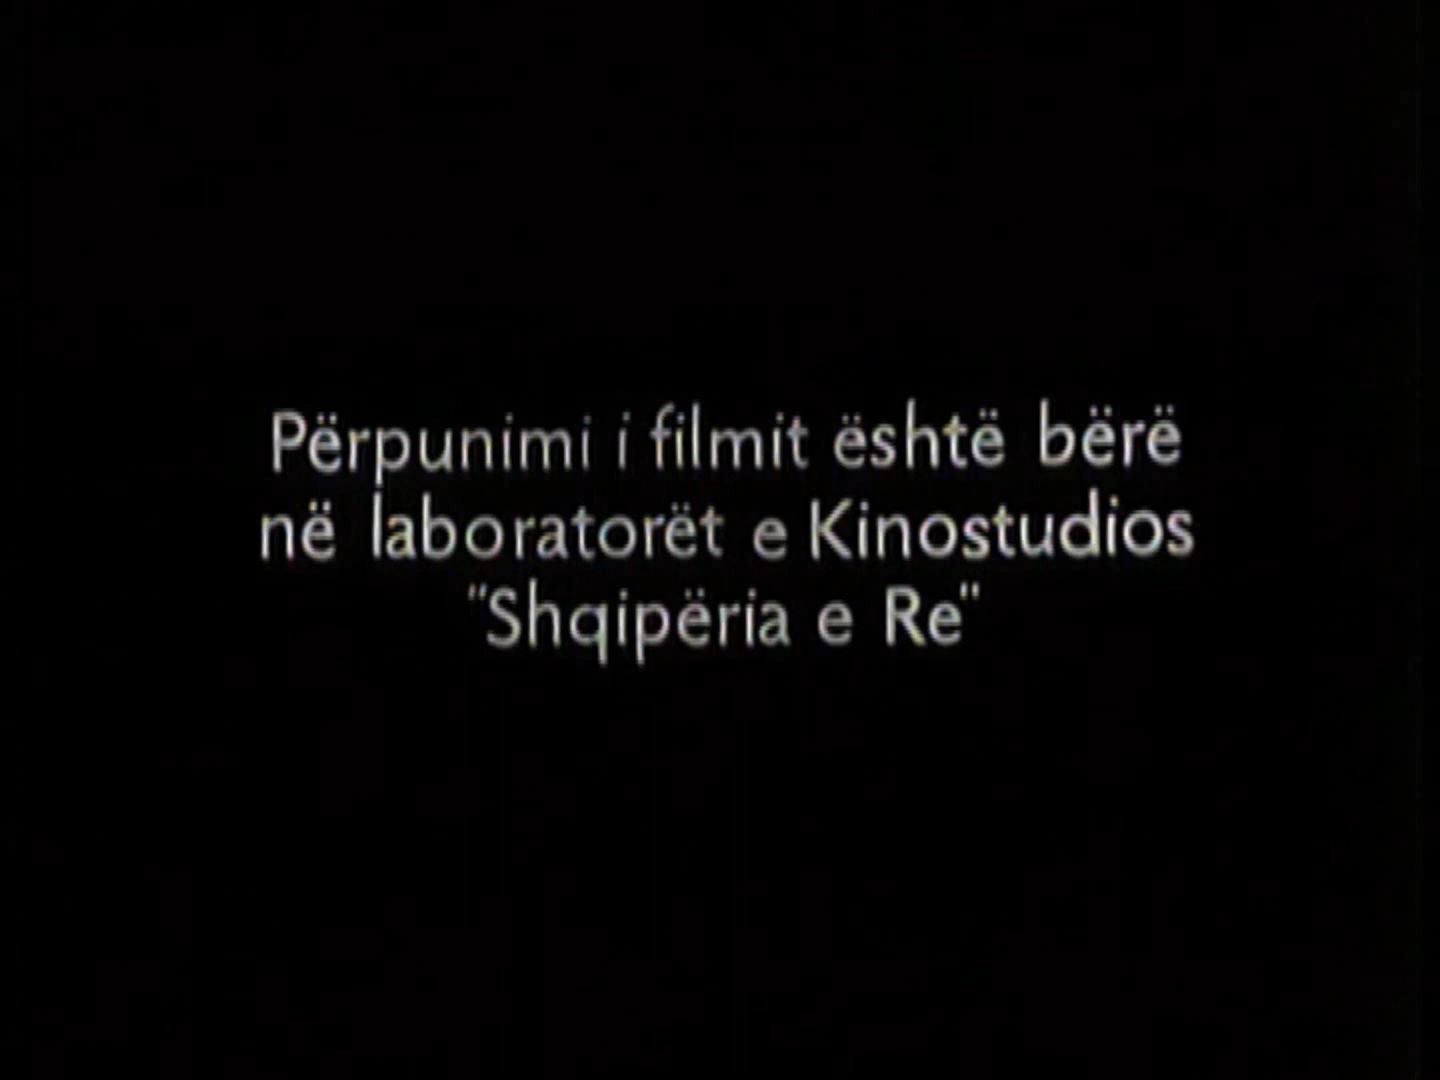 Përpunimi i filmit është bërë
në laboratorët e Kinostudios
"Shqipëria e Re"